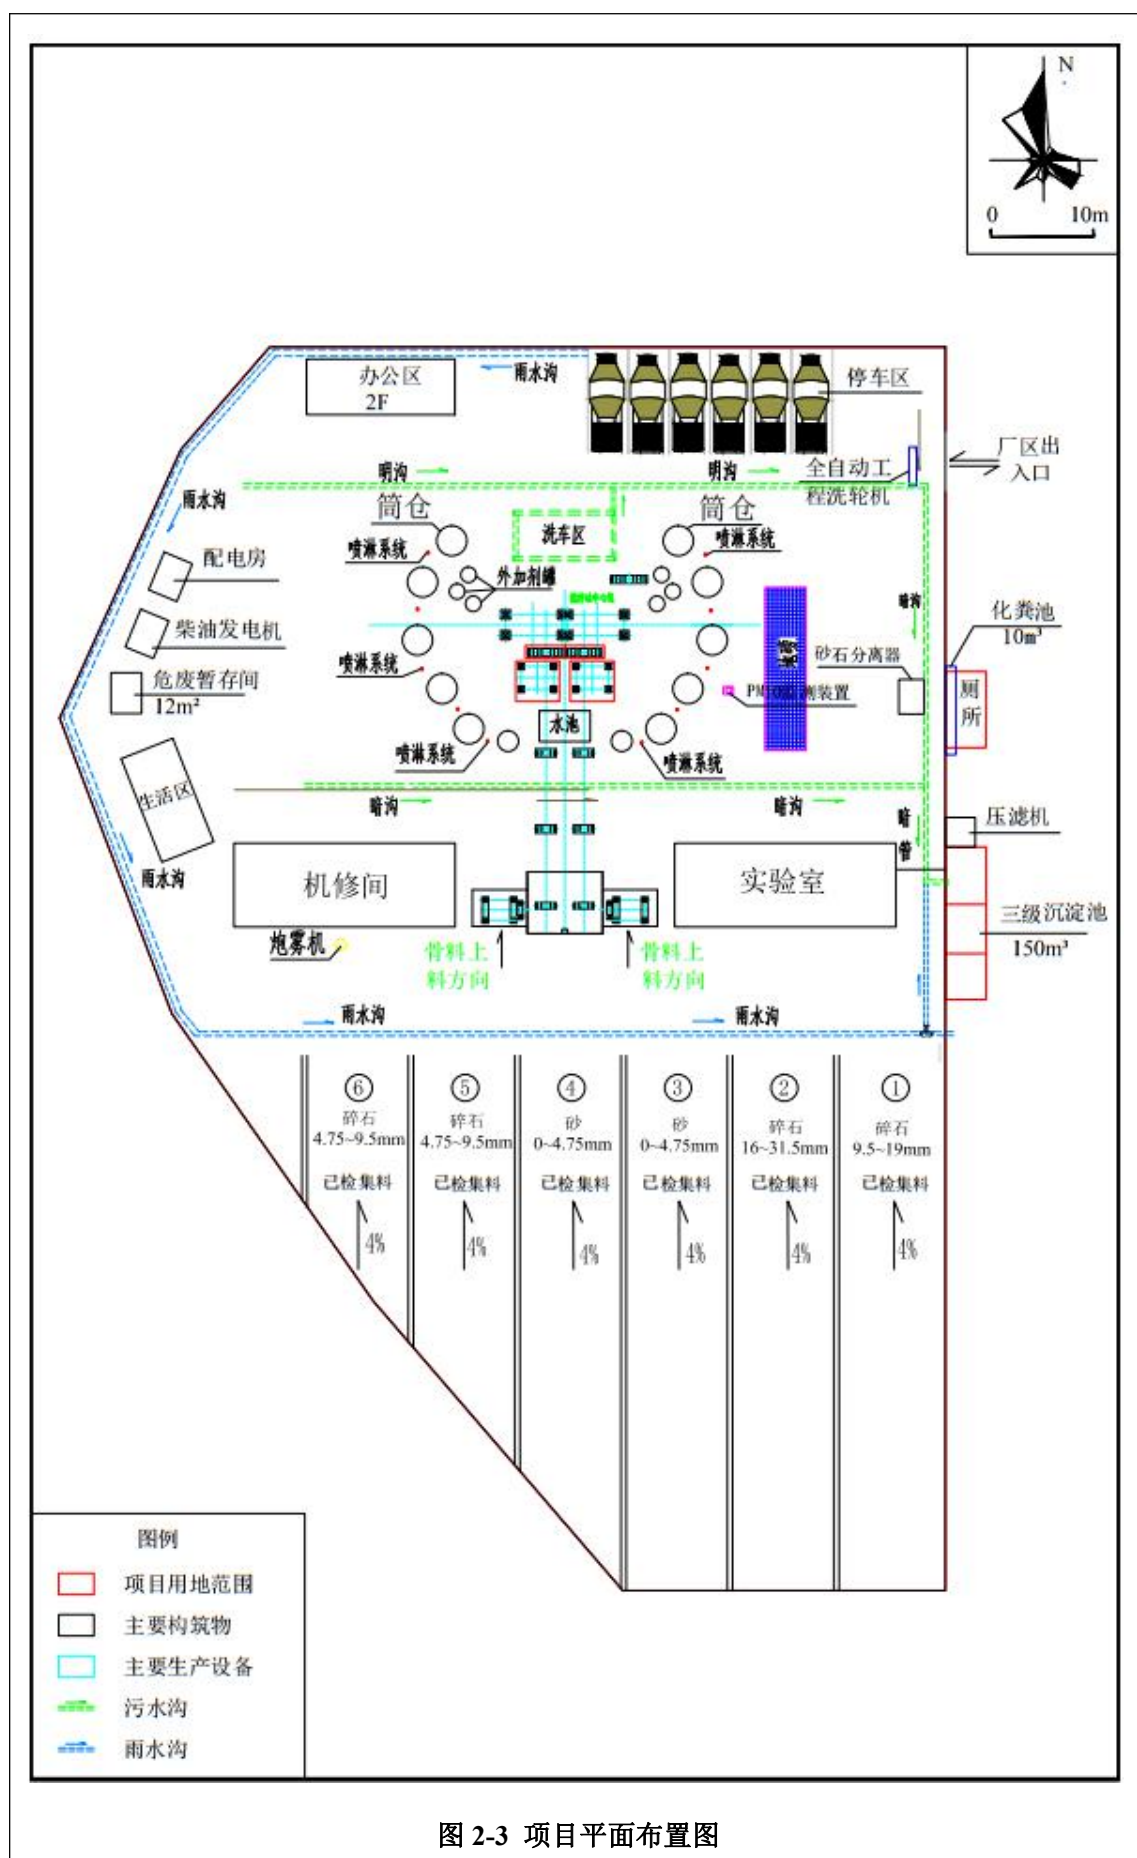 N
0 10m
办公区
2F
雨水沟
停车区
厂区出
入口
明沟
明沟
全自动工
程洗轮机
雨水沟
筒仓
筒仓
喷淋系统
洗车区
喷淋系统
配电房
外加剂罐
柴油发电机
暗沟
化粪池
10m³
喷淋系统
地磅
砂石分离器
危废暂存间
12m²
厕所
水池
喷淋系统
喷淋系统
生活区
暗沟
暗沟
暗管
压滤机
雨水沟
机修间
实验室
三级沉淀池
150m³
炮雾机
骨料上
料方向
骨料上
料方向
雨水沟
雨水沟
⑥ ⑤ ④ ③ ② ①
碎石 碎石 砂 砂 碎石 碎石
4.75~9.5mm 4.75~9.5mm 0~4.75mm 0~4.75mm 16~31.5mm 9.5~19mm
已检集料 已检集料 已检集料 已检集料 已检集料 已检集料
4% 4% 4% 4% 4% 4%
图例
项目用地范围
主要构筑物
主要生产设备
污水沟
雨水沟
图 2-3 项目平面布置图